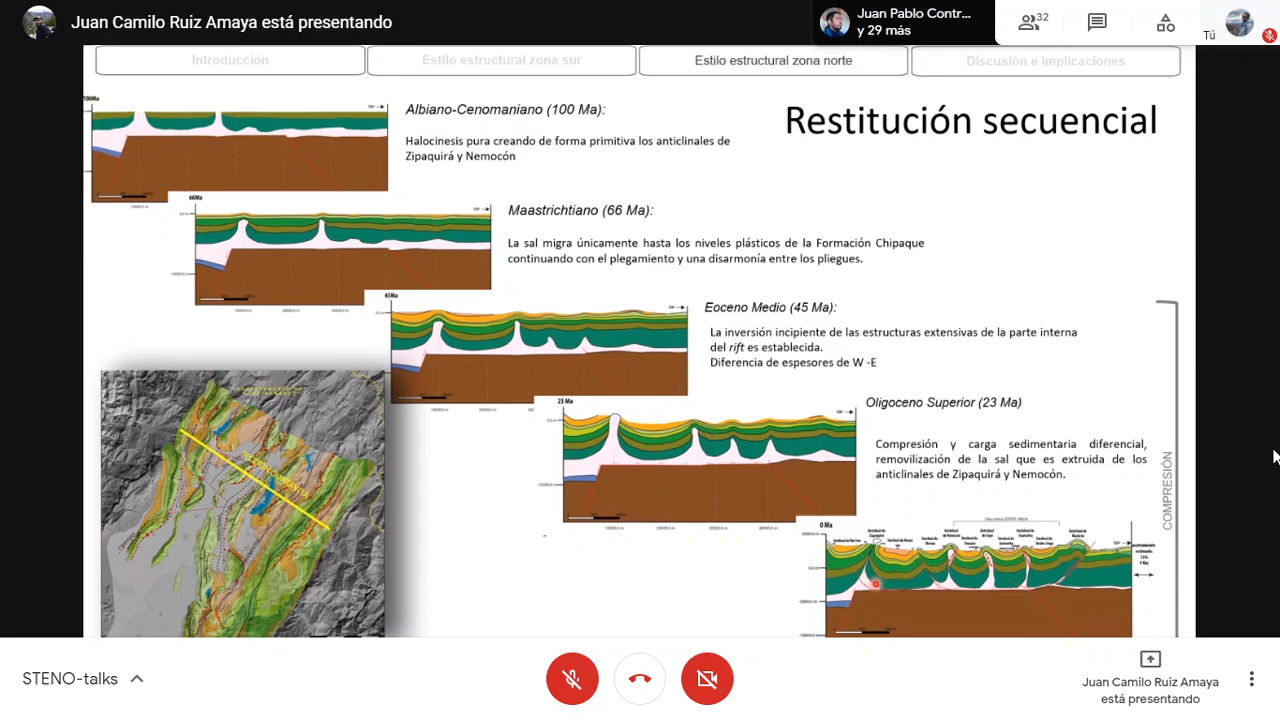 Juan Camilo Ruiz Amaya está presentando
Juan Pablo Contr...
y 29 más
32
Tú
Introducción
Estilo estructural zona sur
Estilo estructural zona norte
Discusión e implicaciones
Restitución secuencial
100Ma
Albiano-Cenomaniano (100 Ma):
Halocinesis pura creando de forma primitiva los anticlinales de
Zipaquirá y Nemocón
66Ma
Maastrichtiano (66 Ma):
La sal migra únicamente hasta los niveles plásticos de la Formación Chipaque
continuando con el plegamiento y una disarmonía entre los pliegues.
45Ma
Eoceno Medio (45 Ma):
La inversión incipiente de las estructuras extensivas de la parte interna
del rift es establecida.
Diferencia de espesores de W -E
23 Ma
Oligoceno Superior (23 Ma)
Compresión y carga sedimentaria diferencial,
removilización de la sal que es extruida de los
anticlinales de Zipaquirá y Nemocón.
COMPRESIÓN
0 Ma
STENO-talks
Juan Camilo Ruiz Amaya
está presentando